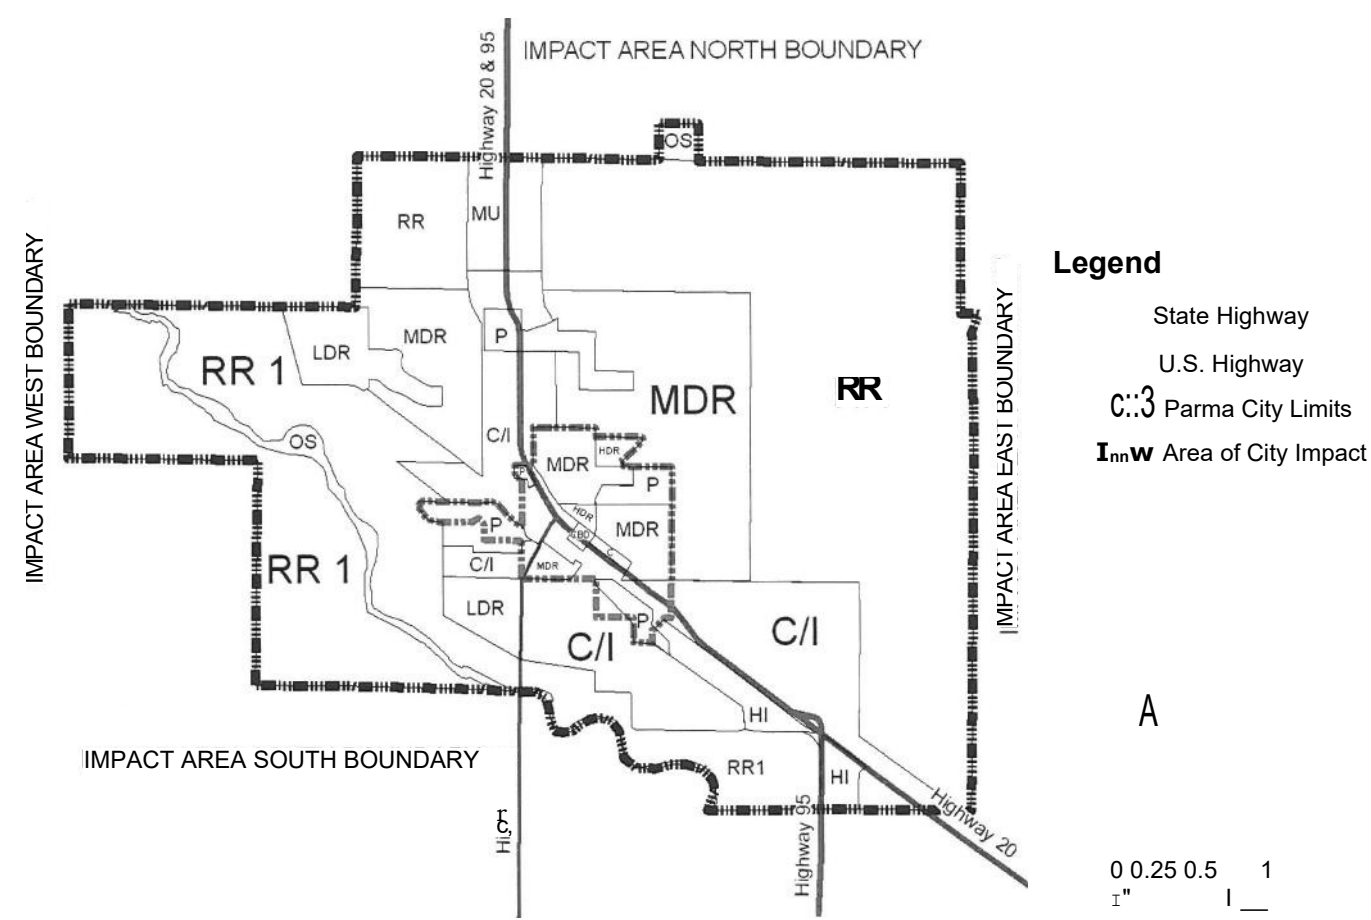 IMPACT AREA NORTH BOUNDARY
Highway 20 & 95
OS
RR
MU
IMPACT AREA WEST BOUNDARY
Legend
State Highway
U.S. Highway
c::3 Parma City Limits
Innw Area of City Impact
IMPACT AREA EAST BOUNDARY
P
MDR
LDR
RR 1
RR
MDR
C/I
OS
MDR
HDR
P
P
HDR
P
MDR
CBD
C
C/I
MDR
RR 1
LDR
P
C/I
C/I
HI
A
IMPACT AREA SOUTH BOUNDARY
RR1
HI
Highway 95
Highway 20
Hi
0 0.25 0.5 1